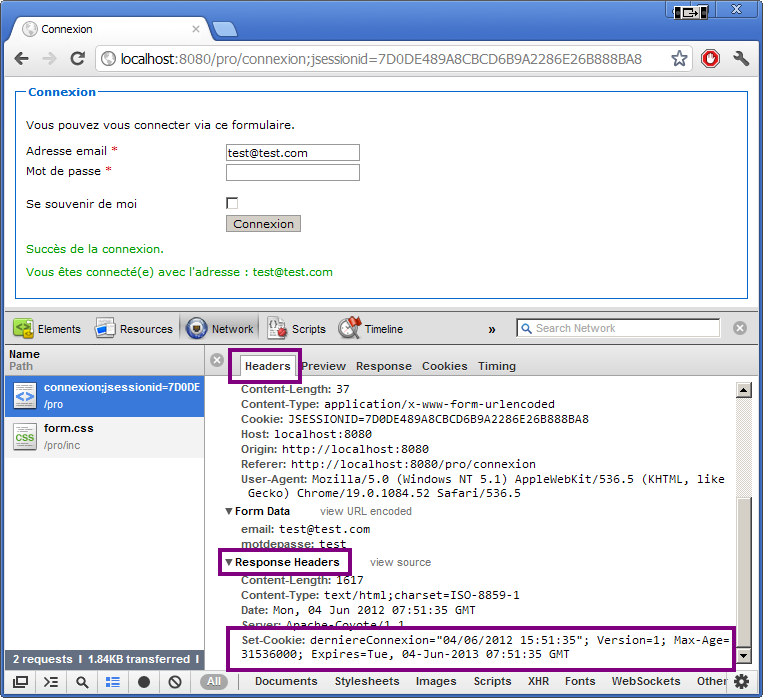 Connexion
localhost:8080/pro/connexion;jsessionid=7D0DE489A8CBCD6B9A2286E26B888BA8
Connexion
Vous pouvez vous connecter via ce formulaire.
Adresse email * test@test.com
Mot de passe *
Se souvenir de moi
Connexion
Succès de la connexion.
Vous êtes connecté(e) avec l'adresse : test@test.com
Elements Resources Network Scripts Timeline » Search Network
Name
Path
Headers Preview Response Cookies Timing
connexion;jsessionid=7D0DE
/pro
form.css
/pro/inc
Content-Length: 37
Content-Type: application/x-www-form-urlencoded
Cookie: JSESSIONID=7D0DE489A8CBCD6B9A2286E26B888BA8
Host: localhost:8080
Origin: http://localhost:8080
Referer: http://localhost:8080/pro/connexion
User-Agent: Mozilla/5.0 (Windows NT 5.1) AppleWebKit/536.5 (KHTML, like
Gecko) Chrome/19.0.1084.52 Safari/536.5
Form Data view URL encoded
email: test@test.com
motdepasse: test
Response Headers view source
Content-Length: 1617
Content-Type: text/html;charset=ISO-8859-1
Date: Mon, 04 Jun 2012 07:51:35 GMT
Server: Apache-Coyote/1.1
Set-Cookie: derniereConnexion="04/06/2012 15:51:35"; Version=1; Max-Age=
31536000; Expires=Tue, 04-Jun-2013 07:51:35 GMT
2 requests | 1.84KB transferred |
All Documents Stylesheets Images Scripts XHR Fonts WebSockets Other